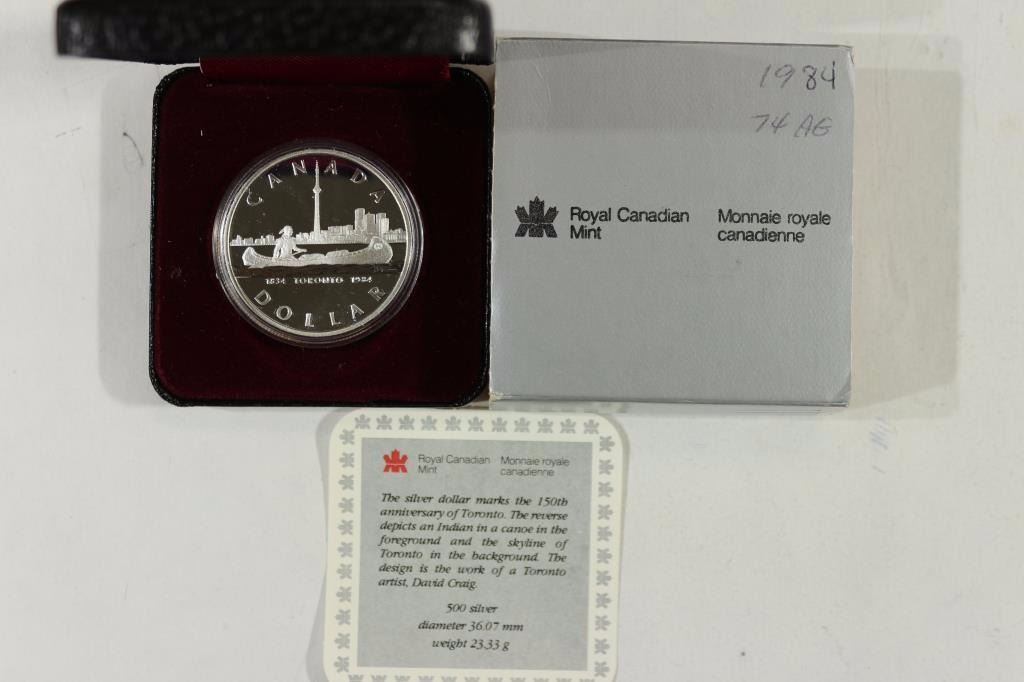 CANADA
1834 TORONTO 1984
DOLLAR
1984
74 AG
Royal Canadian Monnaie royale
Mint canadienne
Royal Canadian Monnaie royale
Mint canadienne
The silver dollar marks the 150th
anniversary of Toronto. The reverse
depicts an Indian in a canoe in the
foreground and the skyline of
Toronto in the background. The
design is the work of a Toronto
artist, David Craig.
500 silver
diameter 36.07 mm
weight 23.33 g